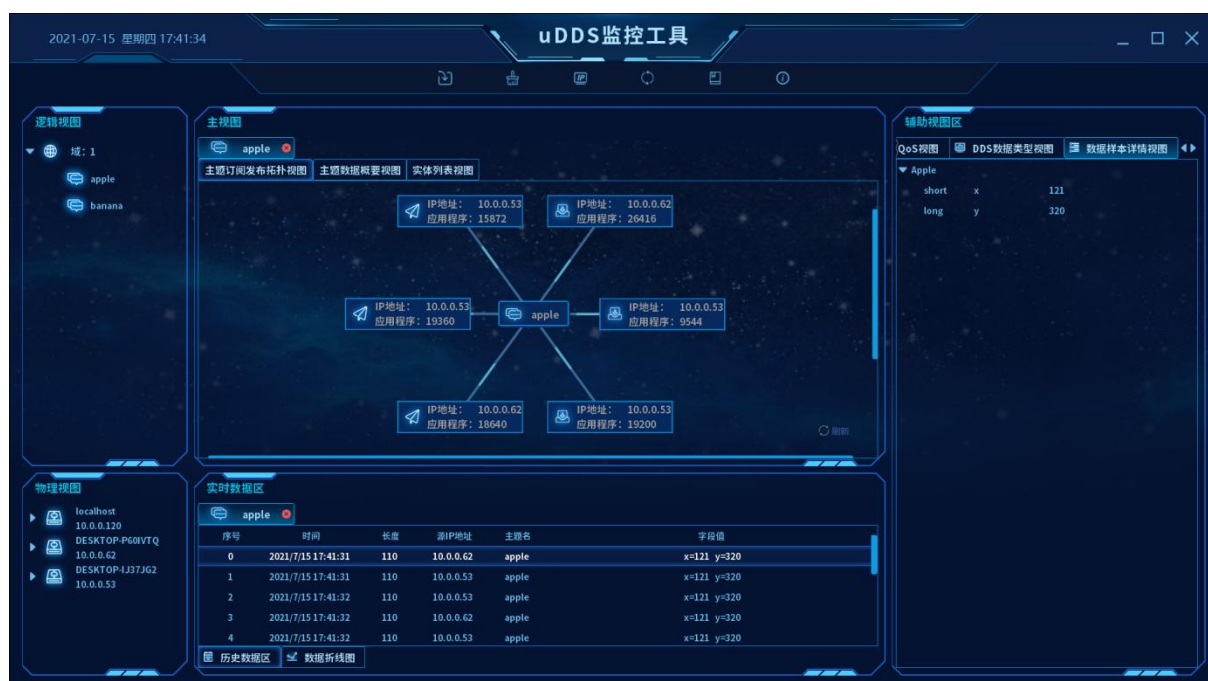 2021-07-15 星期四 17:41:34
uDDS监控工具
逻辑视图
域: 1
apple
banana
主视图
apple
主题订阅发布拓扑视图 主题数据概要视图 实体列表视图
IP地址: 10.0.0.53
应用程序: 15872
IP地址: 10.0.0.62
应用程序: 26416
IP地址: 10.0.0.53
应用程序: 19360
apple
IP地址: 10.0.0.53
应用程序: 9544
IP地址: 10.0.0.62
应用程序: 18640
IP地址: 10.0.0.53
应用程序: 19200
刷新
辅助视图区
QoS视图 DDS数据类型视图 数据样本详情视图
Apple
short x 121
long y 320
物理视图
localhost
10.0.0.120
DESKTOP-P60IVTQ
10.0.0.62
DESKTOP-IJ37JG2
10.0.0.53
实时数据区
apple
序号 时间 长度 源IP地址 主题名 字段值
0 2021/7/15 17:41:31 110 10.0.0.62 apple x=121 y=320
1 2021/7/15 17:41:31 110 10.0.0.53 apple x=121 y=320
2 2021/7/15 17:41:32 110 10.0.0.53 apple x=121 y=320
3 2021/7/15 17:41:32 110 10.0.0.62 apple x=121 y=320
4 2021/7/15 17:41:32 110 10.0.0.53 apple x=121 y=320
历史数据区 数据折线图